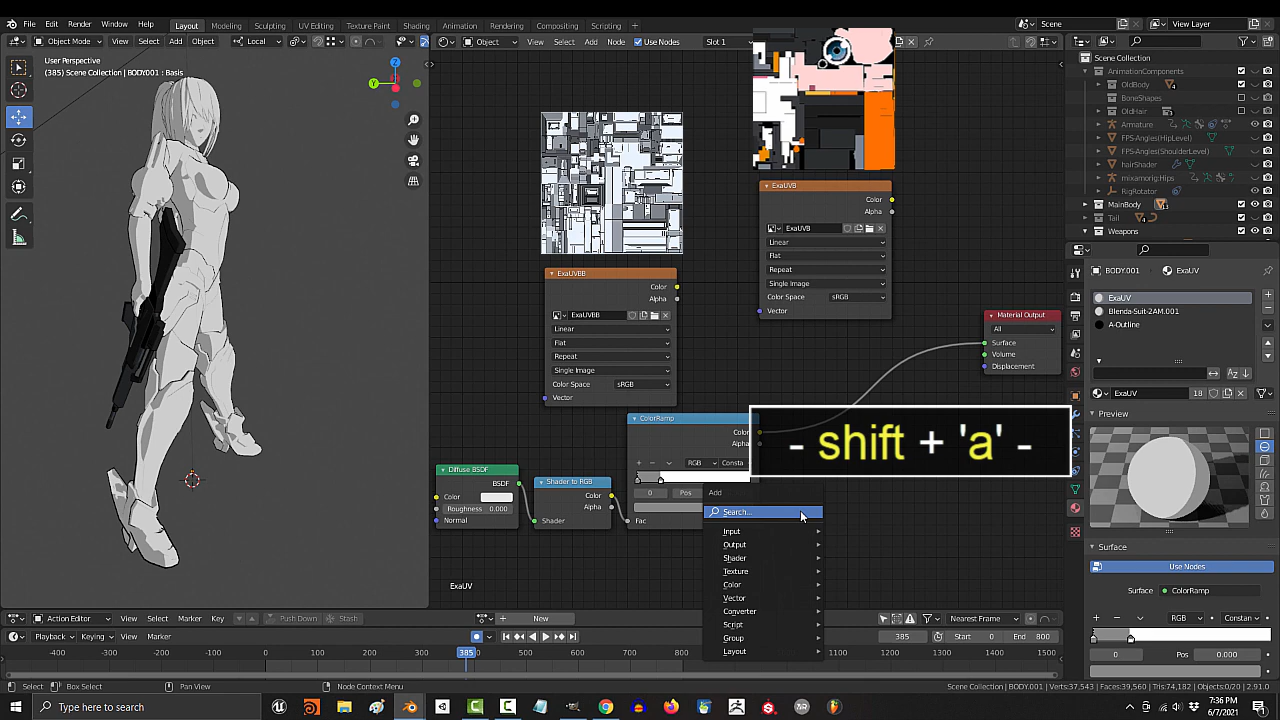 File Edit Render Window Help Layout Modeling Sculpting UV Editing Texture Paint Shading Animation Rendering Compositing Scripting Scene View Layer
Object Mode View Select Add Object Local Object View Select Add Node Use Nodes Slot 1
User Perspective
(385) Scene Collection |
: Basis
Scene Collection
AnimationComponents
OldBody
BoneShapes
OldHair
Armature
FPS-Angles(HipLevel)
FPS-Angles(ShoulderLevel)
hairShader
mixamorig:Hips
RigRotator
MainBody
Tail
Weapons
ExaUVB
Color
Alpha
ExaUVB
Linear
Flat
Repeat
Single Image
Color Space sRGB
Vector
ExaUVBB
Color
Alpha
ExaUVBB
Linear
Flat
Repeat
Single Image
Color Space sRGB
Vector
Material Output
All
Surface
Volume
Displacement
ColorRamp
Color
Alpha
RGB Consta
0 Pos
Fac
- shift + 'a' -
Diffuse BSDF
BSDF
Color
Roughness 0.000
Normal
Shader to RGB
Color
Alpha
Shader
Add
Search...
Input
Output
Shader
Texture
Color
Vector
Converter
Script
Group
Layout
ExaUV
BODY.001 ExaUV
ExaUV
Blenda-Suit-2AM.001
A-Outline
ExaUV 18
Preview
Surface
Use Nodes
Surface ColorRamp
RGB Constan
0 Pos 0.000
Action Editor View Select Marker Key Push Down Stash New Nearest Frame
Playback Keying View Marker 385 Start 0 End 800
-400 -300 -200 -100 0 100 200 300 385 500 600 700 800 1100 1200 1300 1400
Select Box Select Pan View Node Context Menu Scene Collection | BODY.001 | Verts:37,543 | Faces:39,560 | Tris:74,182 | Objects:0/20 | 2.91.0
Type here to search
7:36 PM
6/7/2021